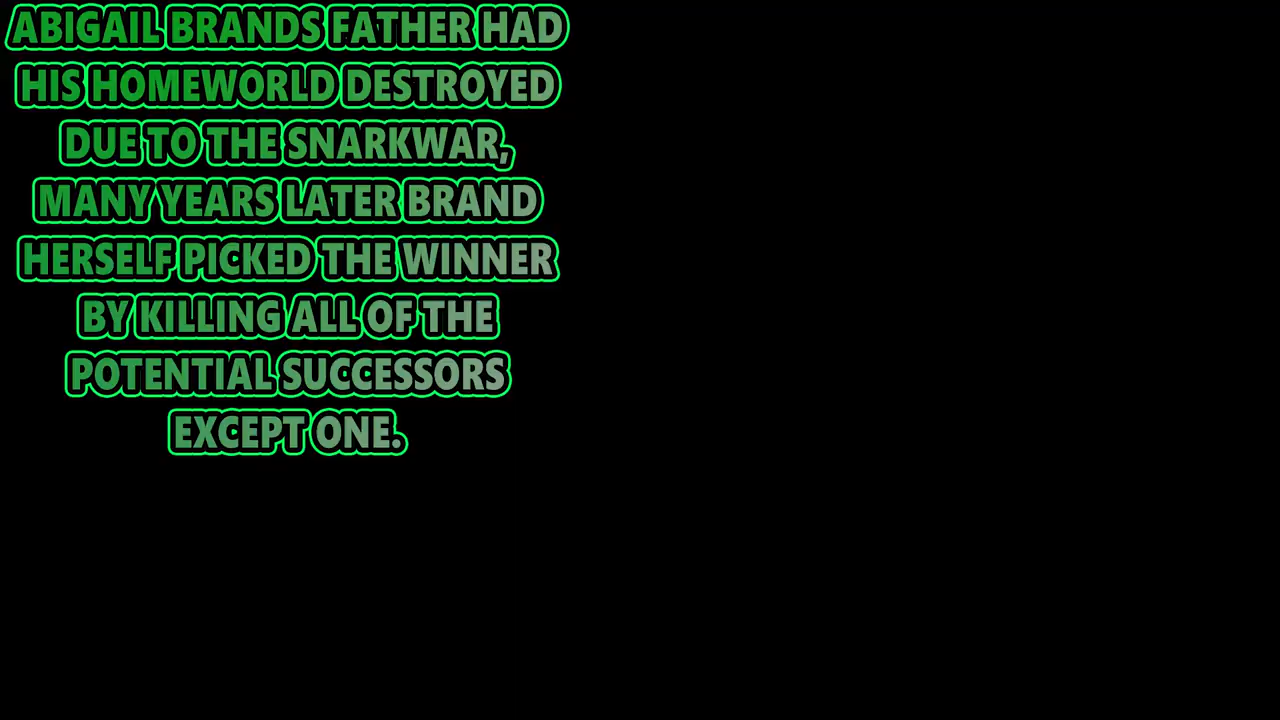 ABIGAIL BRANDS FATHER HAD
HIS HOMEWORLD DESTROYED
DUE TO THE SNARKWAR,
MANY YEARS LATER BRAND
HERSELF PICKED THE WINNER
BY KILLING ALL OF THE
POTENTIAL SUCCESSORS
EXCEPT ONE.